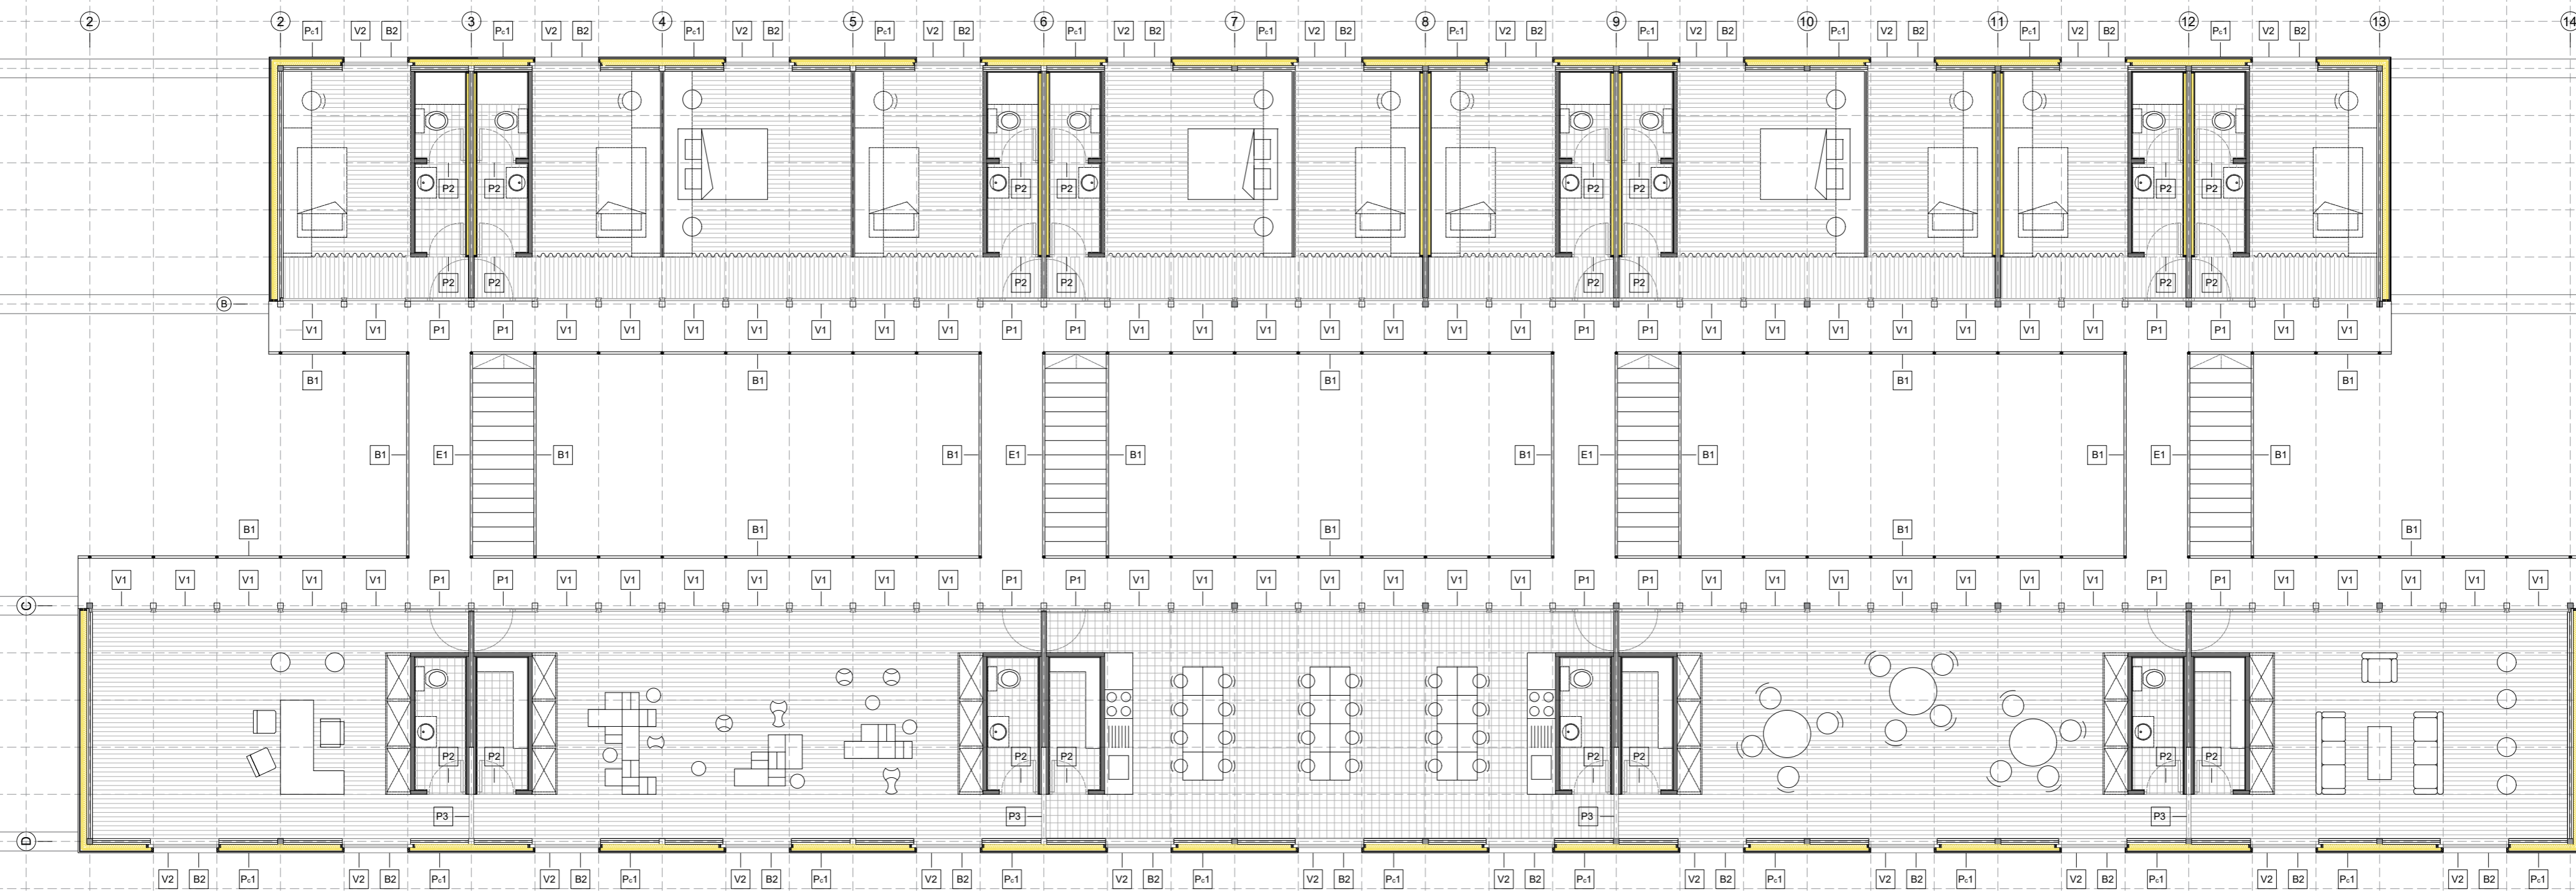 2 2 3 4 5 6 7 8 9 10 11 12 13 14
Pc1 V2 B2 Pc1 V2 B2 Pc1 V2 B2 Pc1 V2 B2 Pc1 V2 B2 Pc1 V2 B2 Pc1 V2 B2 Pc1 V2 B2 Pc1 V2 B2 Pc1 V2 B2 Pc1 V2 B2
P2 P2 P2 P2 P2 P2 P2 P2
P2 P2 P2 P2 P2 P2 P2 P2
B
V1 V1 P1 P1 V1 V1 V1 V1 V1 V1 V1 P1 P1 V1 V1 V1 V1 V1 V1 V1 P1 P1 V1 V1 V1 V1 V1 V1 V1 P1 P1 V1 V1
B1 B1 B1 B1 B1
B1 E1 B1 B1 E1 B1 B1 E1 B1 B1 E1 B1
B1 B1 B1 B1 B1
V1 V1 V1 V1 V1 P1 P1 V1 V1 V1 V1 V1 V1 V1 P1 P1 V1 V1 V1 V1 V1 V1 V1 P1 P1 V1 V1 V1 V1 V1 V1 V1 P1 P1 V1 V1 V1 V1 V1
C
P2 P2 P2 P2 P2 P2 P2 P2
P3 P3 P3 P3
D
V2 B2 Pc1 V2 B2 Pc1 V2 B2 Pc1 V2 B2 Pc1 V2 B2 Pc1 V2 B2 Pc1 V2 B2 Pc1 V2 B2 Pc1 V2 B2 Pc1 V2 B2 Pc1 V2 B2 Pc1 V2 B2 Pc1 V2 B2 Pc1